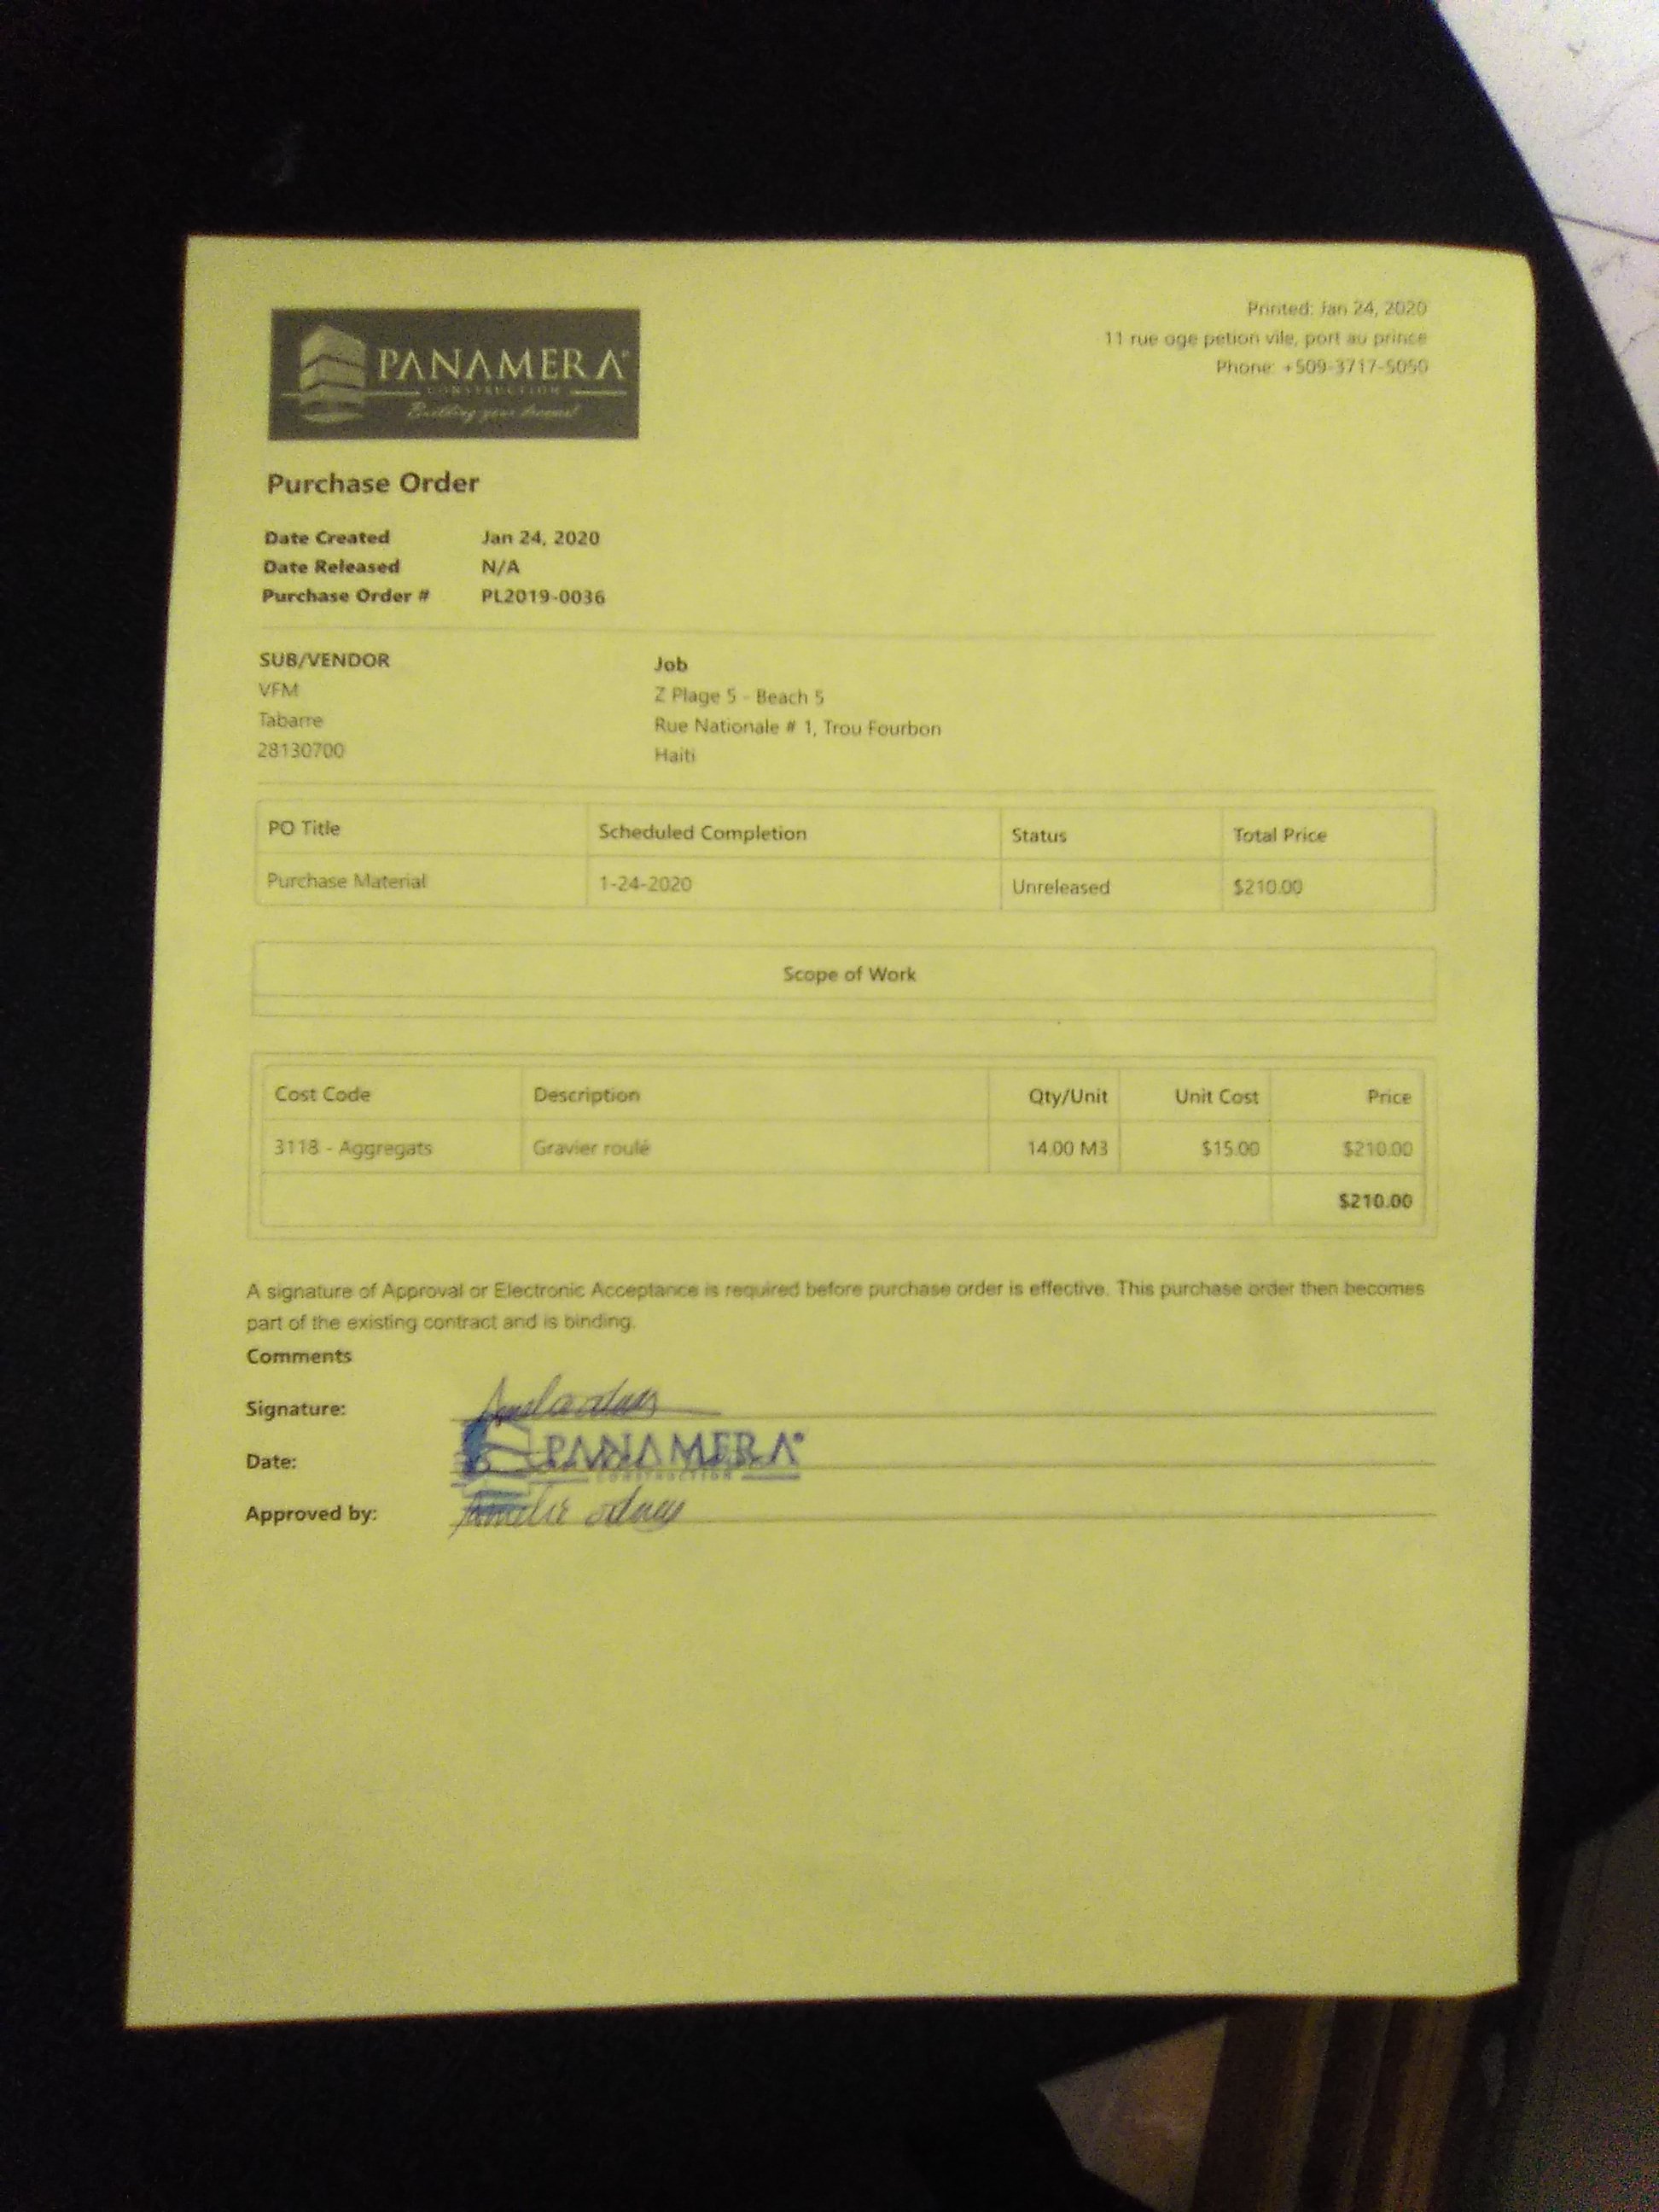 PANAMERA®
CONSTRUCTION
Building your dreams!
Printed: Jan 24, 2020
11 rue oge petion vile, port au prince
Phone: +509-3717-5050
Purchase Order
Date Created Jan 24, 2020
Date Released N/A
Purchase Order # PL2019-0036
SUB/VENDOR Job
VFM Z Plage 5 - Beach 5
Tabarre Rue Nationale # 1, Trou Fourbon
28130700 Haiti
PO Title Scheduled Completion Status Total Price
Purchase Material 1-24-2020 Unreleased $210.00
Scope of Work
Cost Code Description Qty/Unit Unit Cost Price
3118 - Aggregats Gravier roulé 14.00 M3 $15.00 $210.00
$210.00
A signature of Approval or Electronic Acceptance is required before purchase order is effective. This purchase order then becomes
part of the existing contract and is binding.
Comments
Signature:
PANAMERA®
CONSTRUCTION
Date:
Approved by: